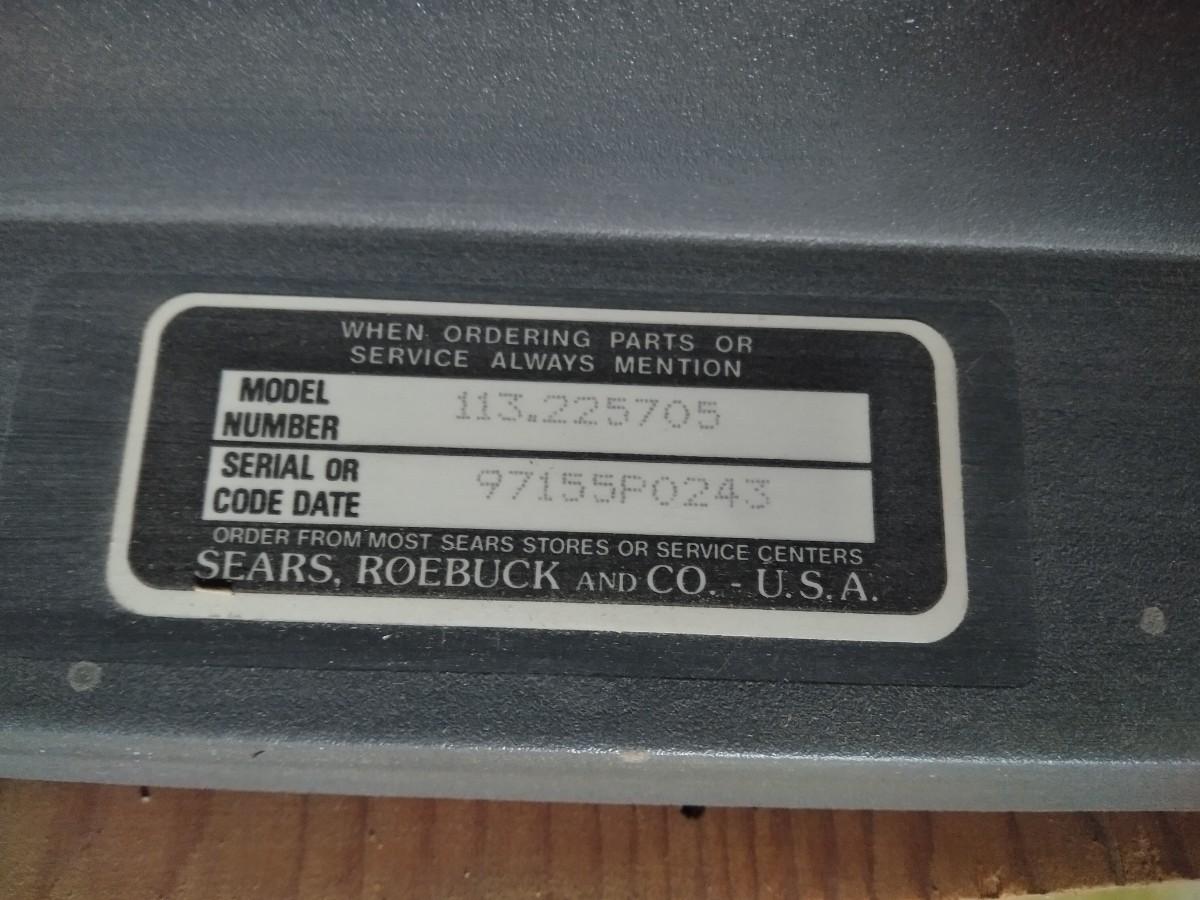 WHEN ORDERING PARTS OR
SERVICE ALWAYS MENTION
MODEL
NUMBER
113.225705
SERIAL OR
CODE DATE
97155P0243
ORDER FROM MOST SEARS STORES OR SERVICE CENTERS
SEARS, ROEBUCK AND CO. - U.S.A.